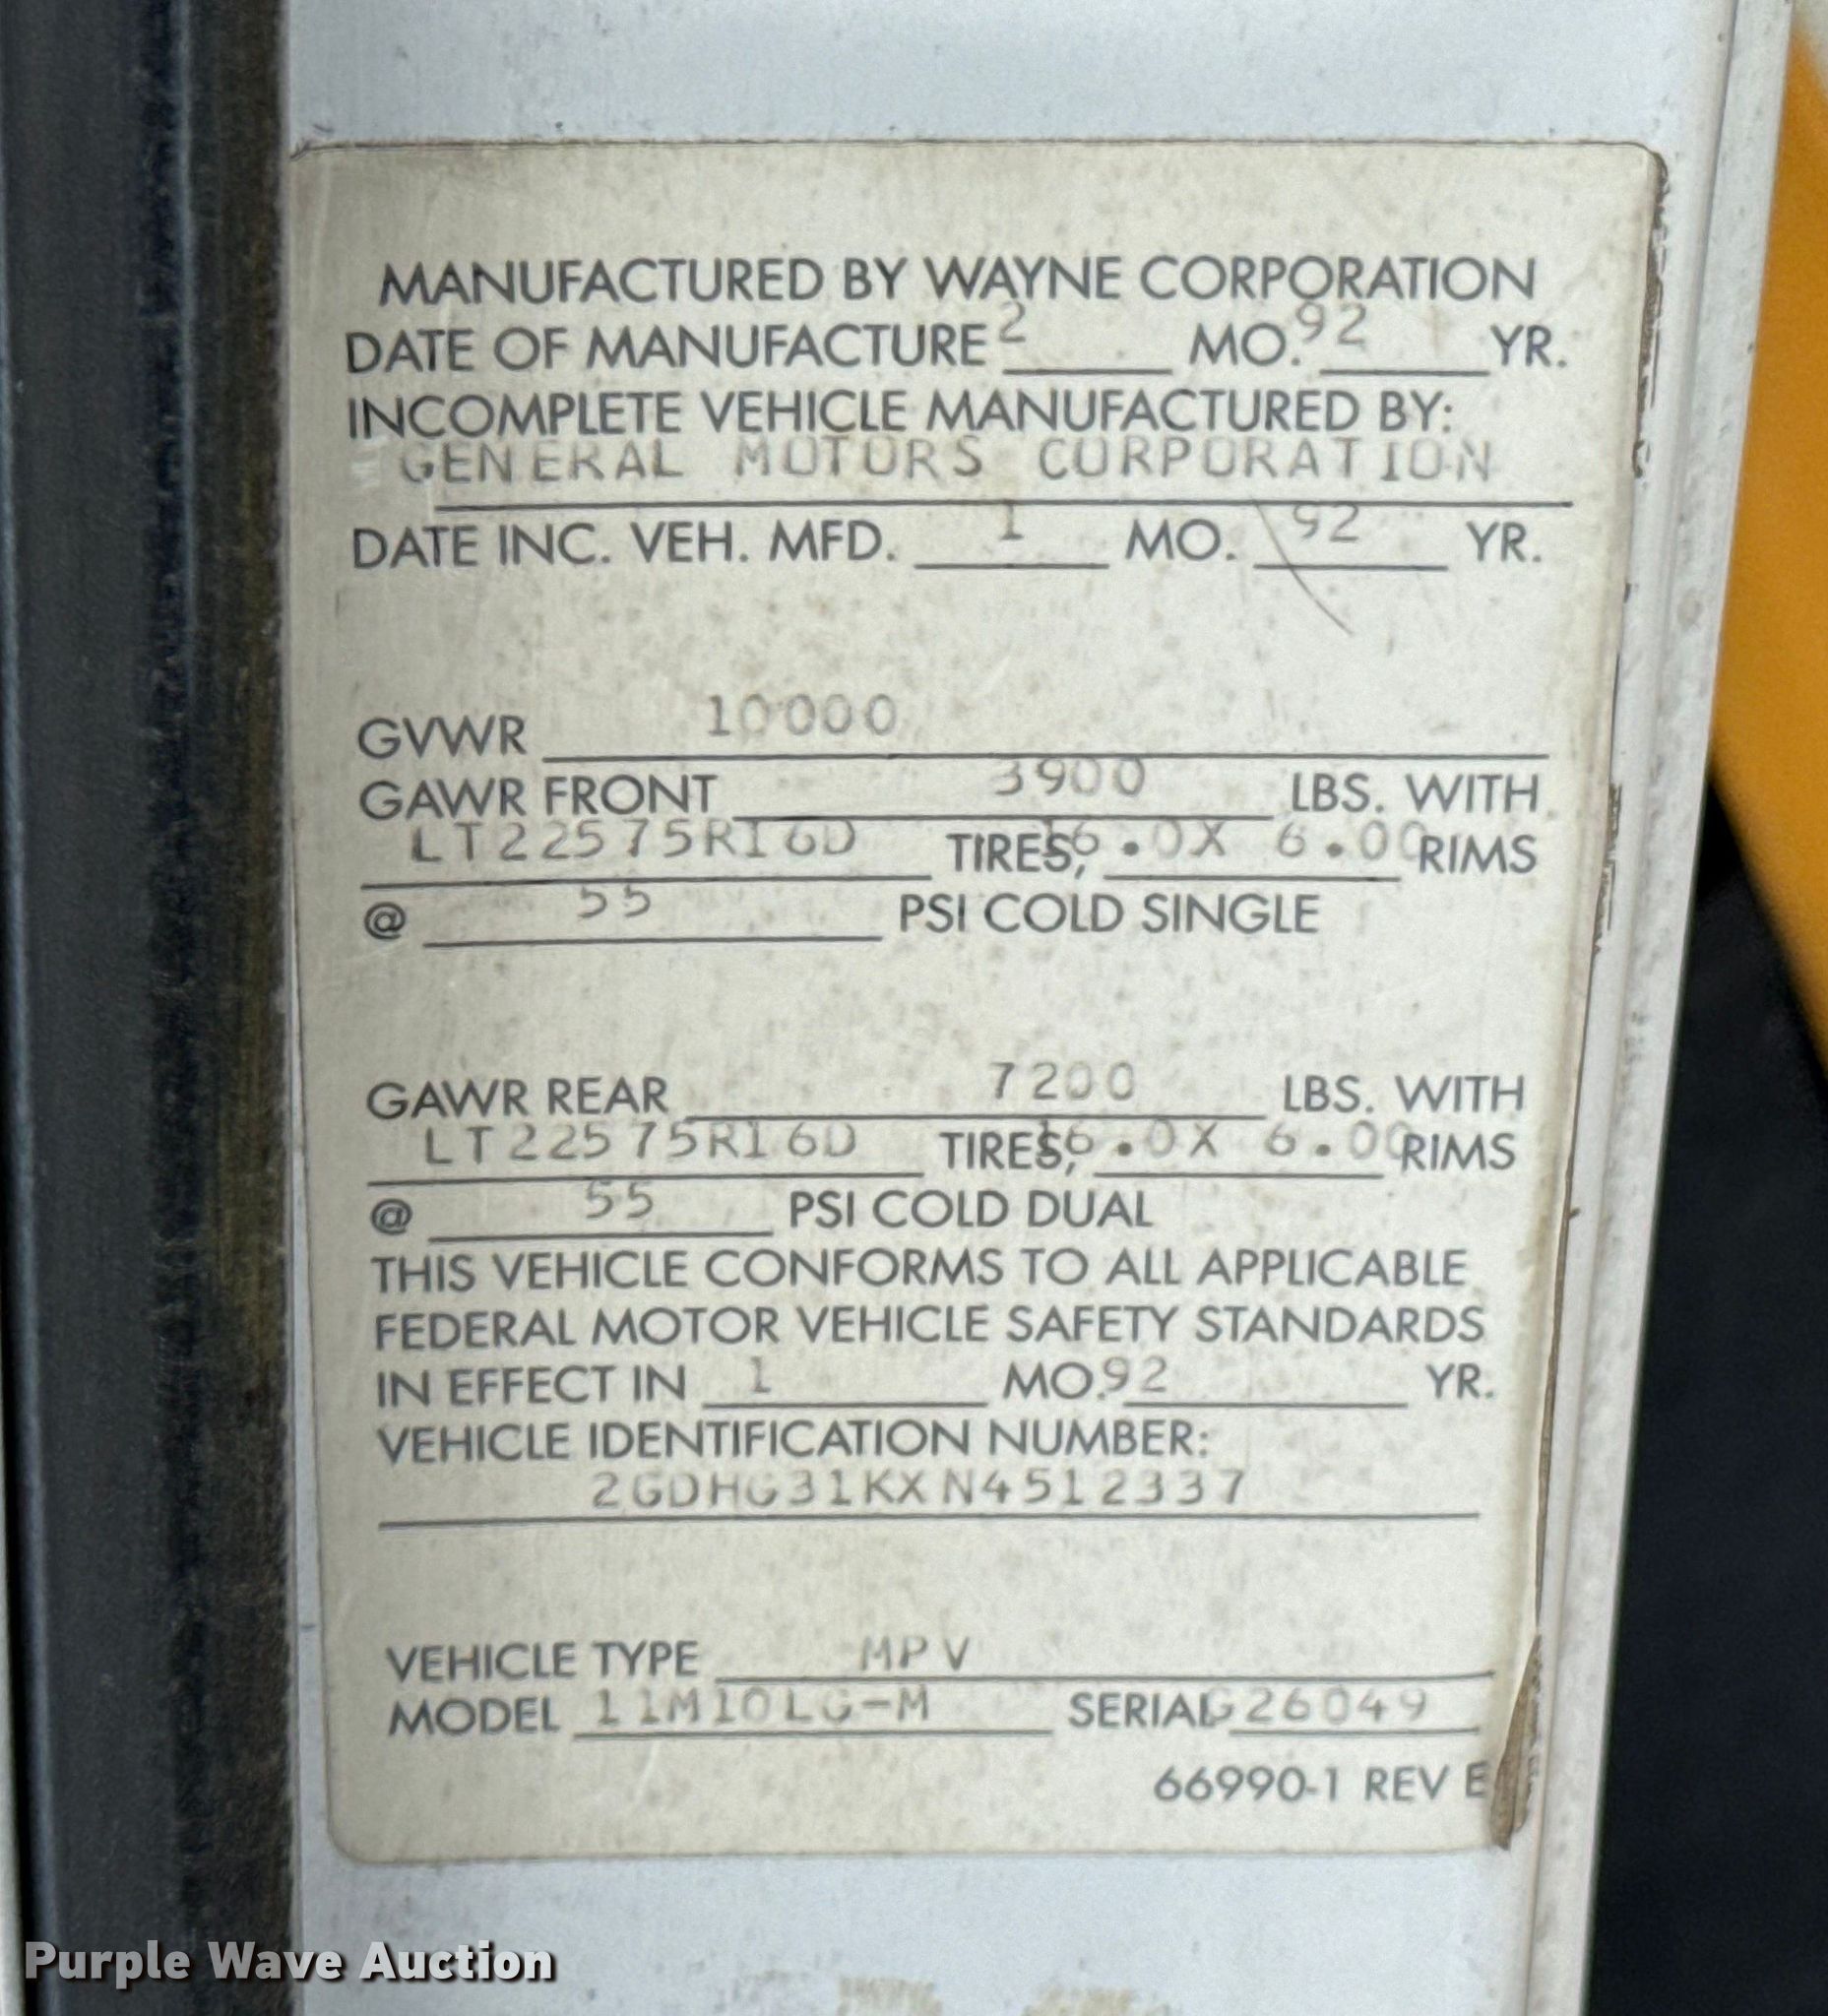 MANUFACTURED BY WAYNE CORPORATION
DATE OF MANUFACTURE 2 MO. 92 YR.
INCOMPLETE VEHICLE MANUFACTURED BY:
GENERAL MOTORS CORPORATION
DATE INC. VEH. MFD. 1 MO. 92 YR.
GVWR 10000
GAWR FRONT 3900 LBS. WITH
LT22575R16D TIRES, 16.0X 6.00 RIMS
@ 55 PSI COLD SINGLE
GAWR REAR 7200 LBS. WITH
LT22575R16D TIRES, 16.0X 6.00 RIMS
@ 55 PSI COLD DUAL
THIS VEHICLE CONFORMS TO ALL APPLICABLE
FEDERAL MOTOR VEHICLE SAFETY STANDARDS
IN EFFECT IN 1 MO. 92 YR.
VEHICLE IDENTIFICATION NUMBER:
2GDHG31KXN4512337
VEHICLE TYPE MPV
MODEL 11M10LG-M SERIAL G26049
66990-1 REV E
Purple Wave Auction